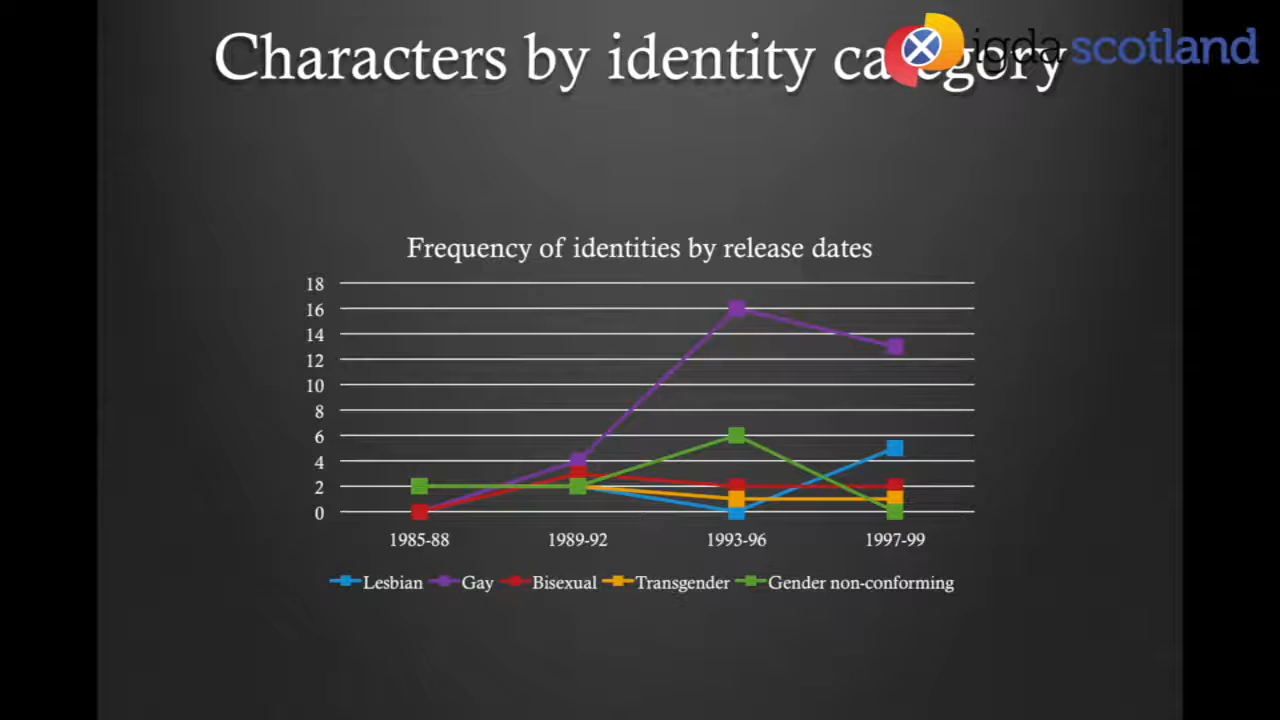 Characters by identity category
igda scotland
Frequency of identities by release dates
18
16
14
12
10
8
6
4
2
0
1985-88 1989-92 1993-96 1997-99
Lesbian Gay Bisexual Transgender Gender non-conforming